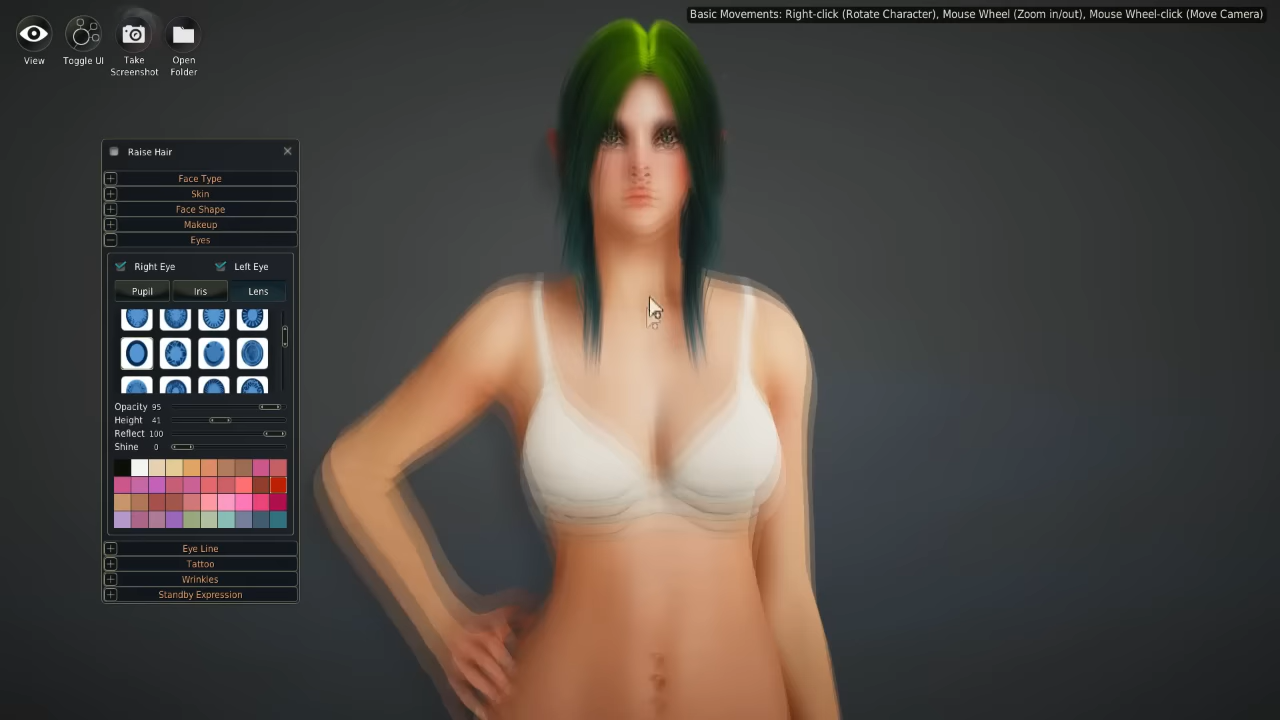 Basic Movements: Right-click (Rotate Character), Mouse Wheel (Zoom in/out), Mouse Wheel-click (Move Camera)
View
Toggle UI
Take Screenshot
Open Folder
Raise Hair
Face Type
Skin
Face Shape
Makeup
Eyes
Right Eye Left Eye
Pupil Iris Lens
Opacity 95
Height 41
Reflect 100
Shine 0
Eye Line
Tattoo
Wrinkles
Standby Expression